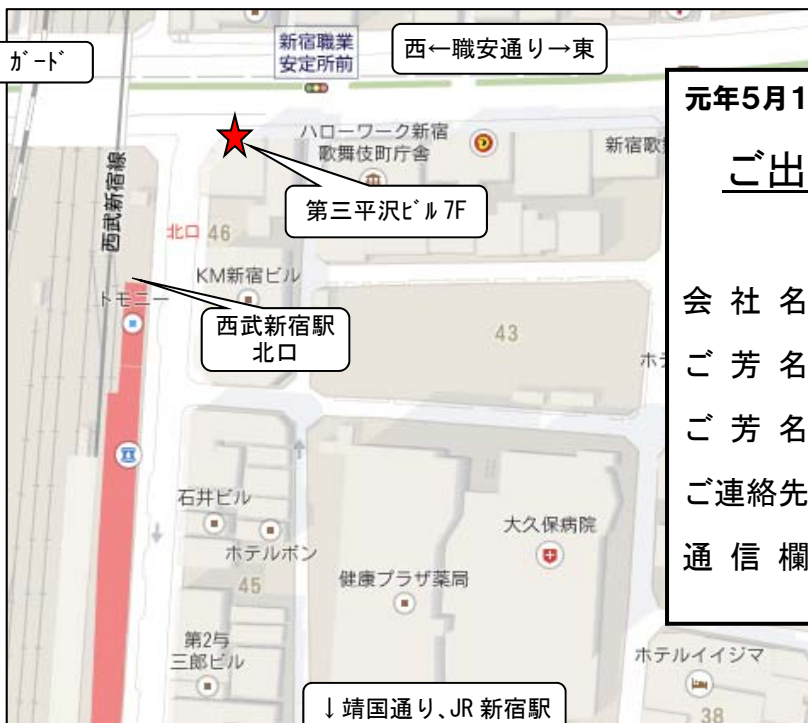 ガード
新宿職業
安定所前
西←職安通り→東
ハローワーク新宿
歌舞伎町庁舎
新宿歌
第三平沢ビル 7F
西武新宿線
北口
46
KM新宿ビル
トモニー
西武新宿駅
北口
43
ホ
石井ビル
ホテルボン
45
大久保病院
健康プラザ薬局
第2与
三郎ビル
ホテルイイジマ
38
↓靖国通り、JR 新宿駅
元年5月1
ご出
会 社 名
ご 芳 名
ご 芳 名
ご連絡先
通 信 欄